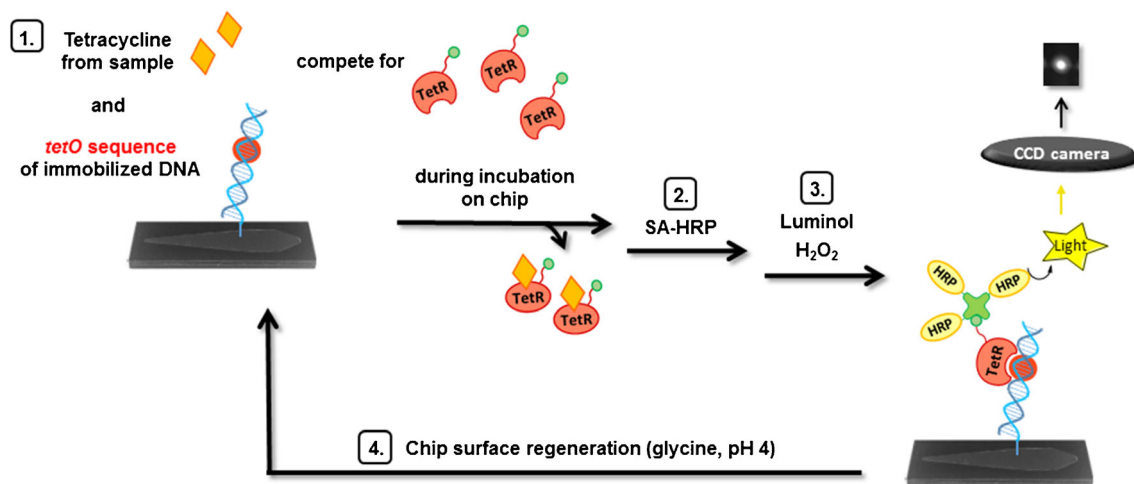 1.
Tetracycline
from sample
and
tetO sequence
of immobilized DNA
compete for
TetR
TetR
TetR
during incubation
on chip
TetR
TetR
2.
SA-HRP
3.
Luminol
H₂O₂
CCD camera
Light
HRP
HRP
HRP
TetR
4. Chip surface regeneration (glycine, pH 4)